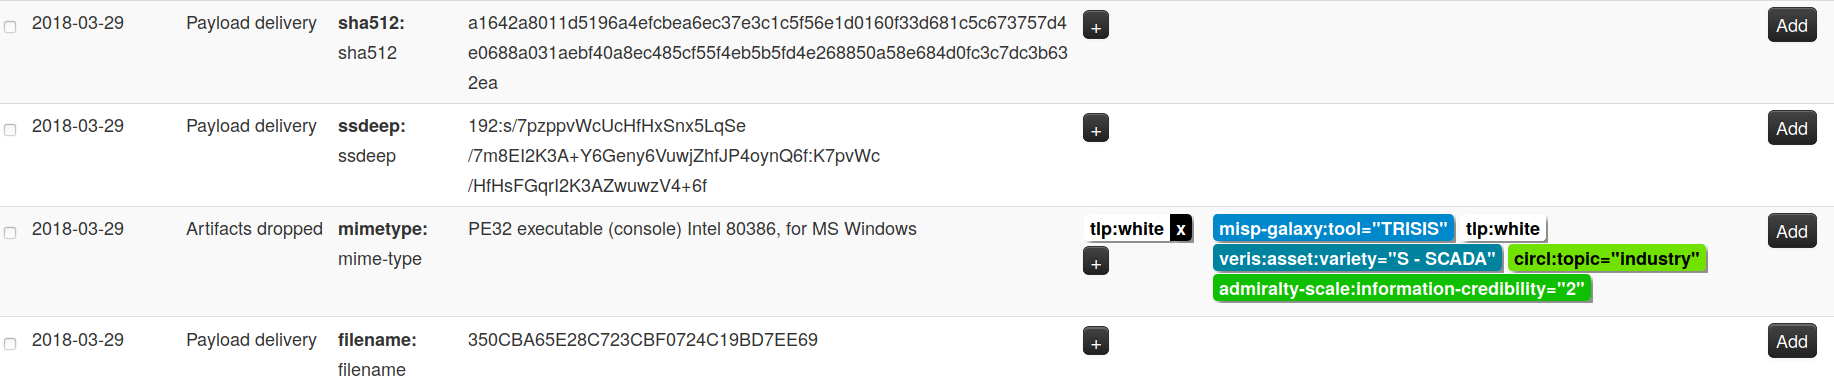 2018-03-29 Payload delivery sha512: a1642a8011d5196a4efcbea6ec37e3c1c5f56e1d0160f33d681c5c673757d4 + Add
sha512 e0688a031aebf40a8ec485cf55f4eb5b5fd4e268850a58e684d0fc3c7dc3b63
2ea
2018-03-29 Payload delivery ssdeep: 192:s/7pzppvWcUcHfHxSnx5LqSe + Add
ssdeep /7m8EI2K3A+Y6Geny6VuwjZhfJP4oynQ6f:K7pvWc
/HfHsFGqrI2K3AZwuwzV4+6f
2018-03-29 Artifacts dropped mimetype: PE32 executable (console) Intel 80386, for MS Windows tlp:white x misp-galaxy:tool="TRISIS" tlp:white Add
mime-type + veris:asset:variety="S - SCADA" circl:topic="industry"
admiralty-scale:information-credibility="2"
2018-03-29 Payload delivery filename: 350CBA65E28C723CBF0724C19BD7EE69 + Add
filename